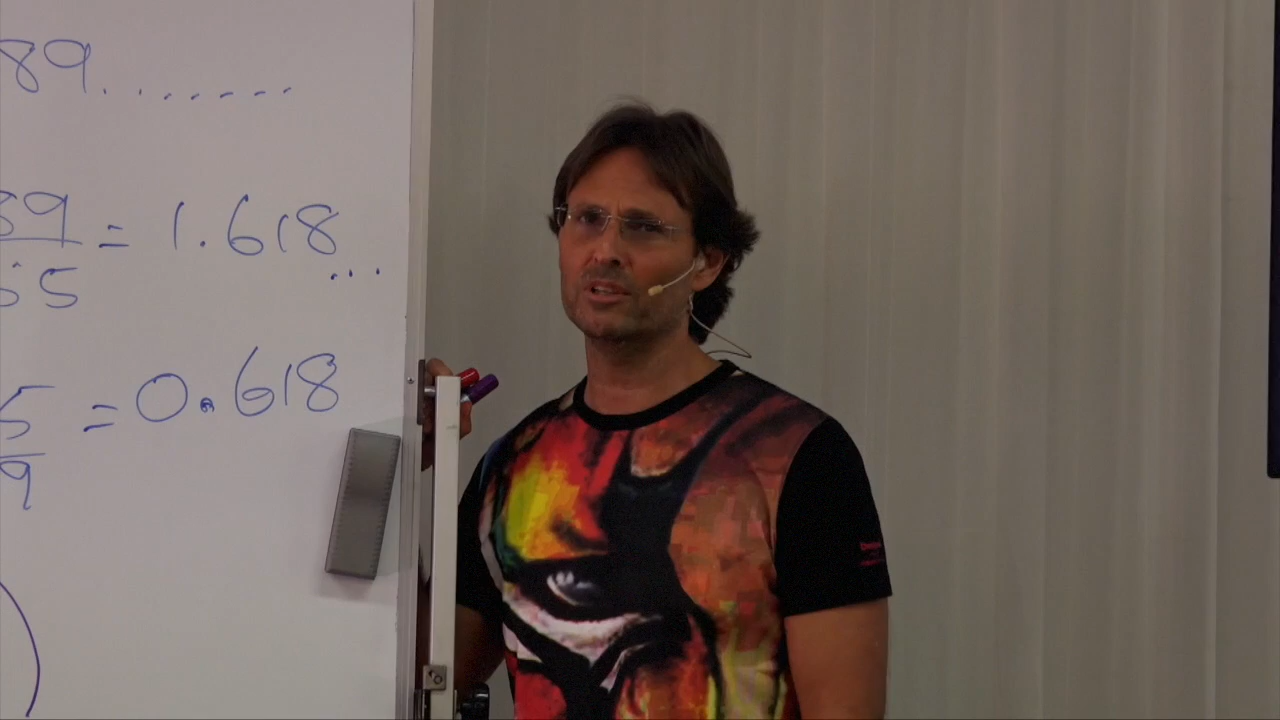 89........
89 = 1.618...
55
5 = 0.618
9